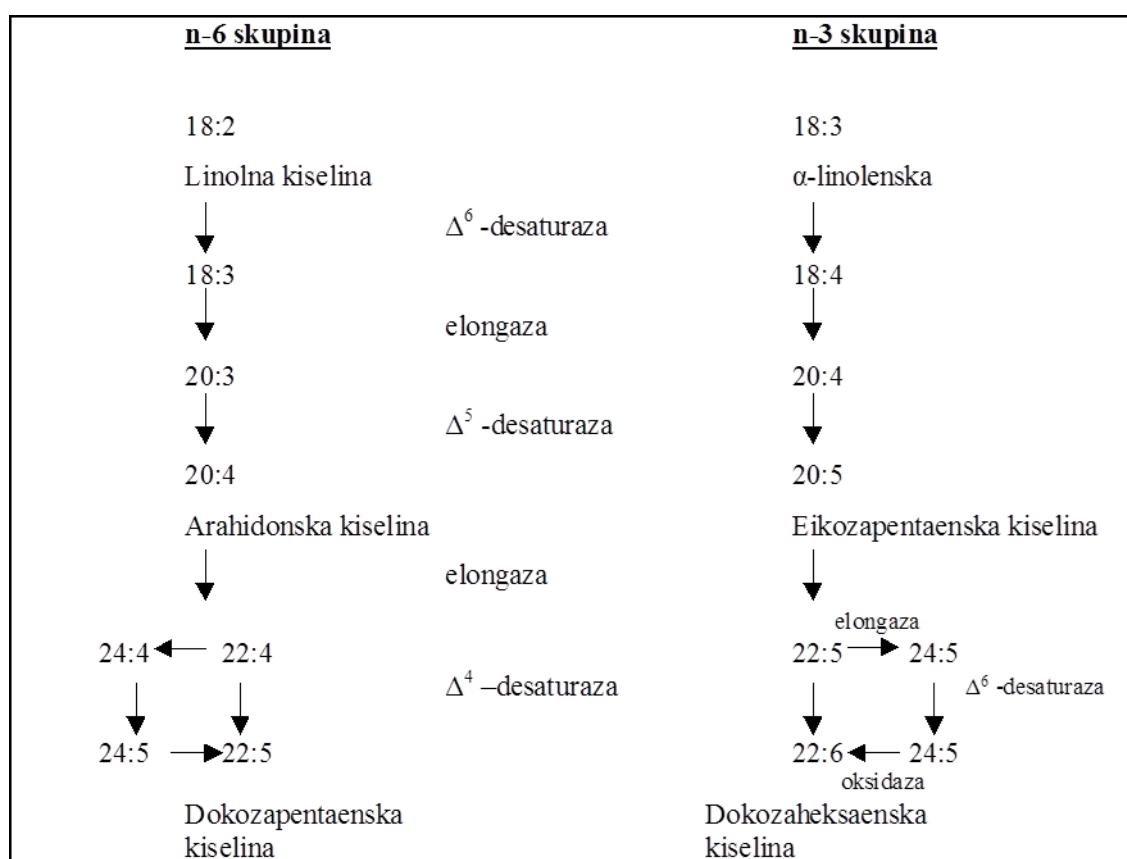 n-6 skupina n-3 skupina
18:2 18:3
Linolna kiselina α-linolenska
Δ⁶ -desaturaza
18:3 18:4
elongaza
20:3 20:4
Δ⁵ -desaturaza
20:4 20:5
Arahidonska kiselina Eikozapentaenska kiselina
elongaza
elongaza
24:4 22:4 22:5 24:5
Δ⁴ –desaturaza Δ⁶ -desaturaza
24:5 22:5 22:6 24:5
oksidaza
Dokozapentaenska Dokozaheksaenska
kiselina kiselina